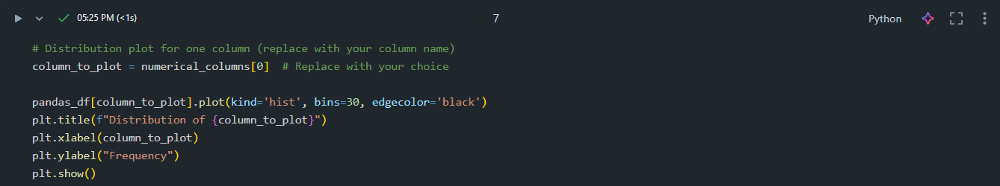 05:25 PM (<1s)
7
Python
# Distribution plot for one column (replace with your column name)
column_to_plot = numerical_columns[0]  # Replace with your choice

pandas_df[column_to_plot].plot(kind='hist', bins=30, edgecolor='black')
plt.title(f"Distribution of {column_to_plot}")
plt.xlabel(column_to_plot)
plt.ylabel("Frequency")
plt.show()